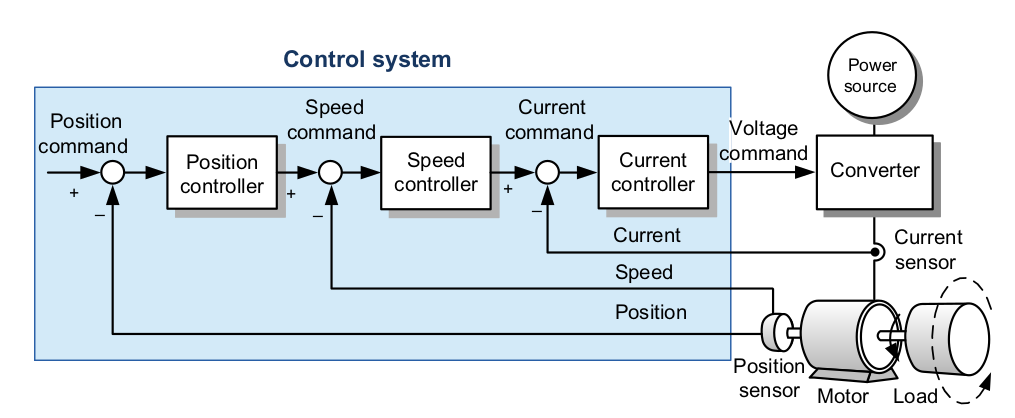 Control system
Power
source
Position
command
Speed
command
Current
command
Voltage
command
Position
controller
Speed
controller
Current
controller
Converter
+
–
+
–
+
–
Current
Current
sensor
Speed
Position
Position
sensor
Motor
Load